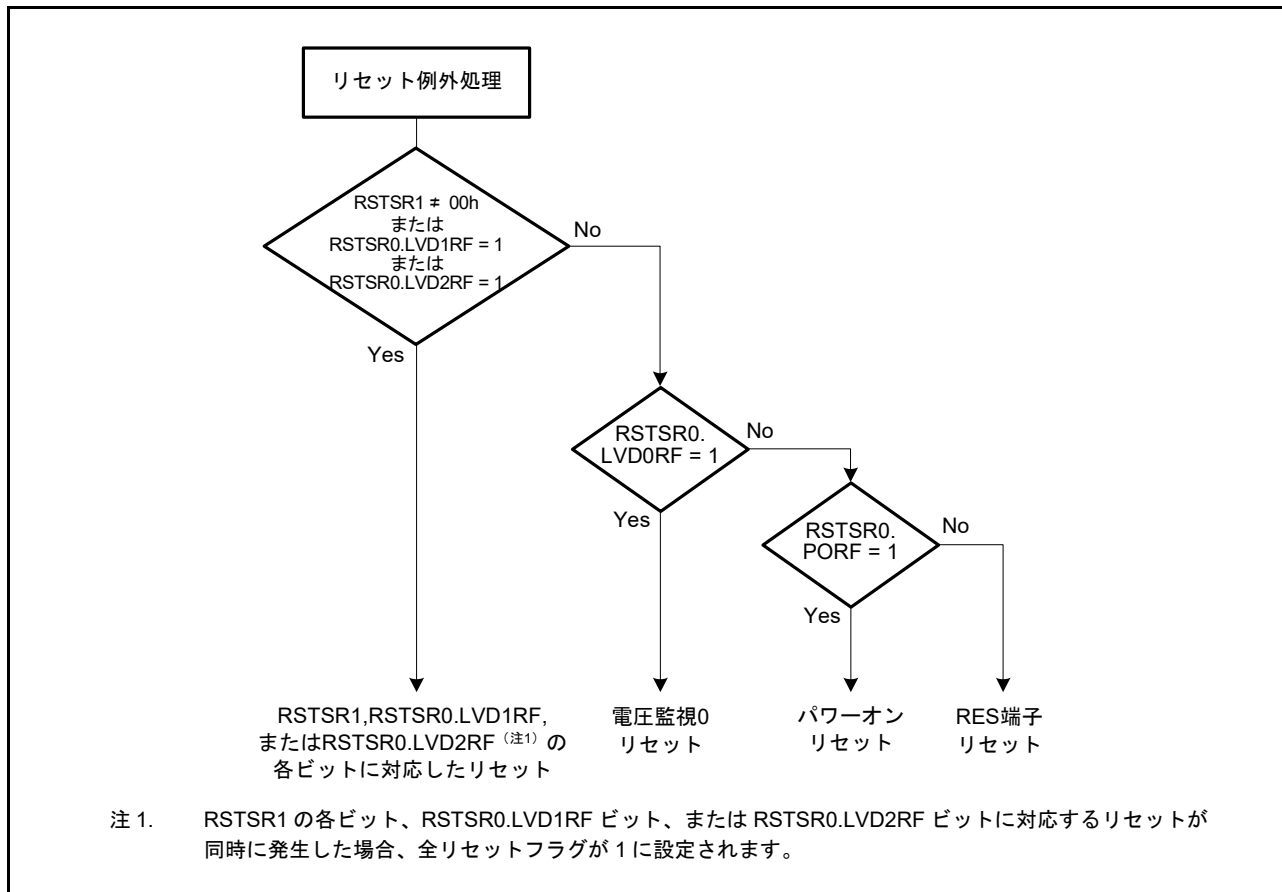 リセット例外処理
RSTSR1 ≠ 00h
または
RSTSR0.LVD1RF = 1
または
RSTSR0.LVD2RF = 1
No
Yes
RSTSR0.
LVD0RF = 1
No
Yes
RSTSR0.
PORF = 1
No
Yes
RSTSR1,RSTSR0.LVD1RF,
またはRSTSR0.LVD2RF（注1）の
各ビットに対応したリセット
電圧監視0
リセット
パワーオン
リセット
RES端子
リセット
注 1. RSTSR1 の各ビット、RSTSR0.LVD1RF ビット、または RSTSR0.LVD2RF ビットに対応するリセットが
同時に発生した場合、全リセットフラグが 1 に設定されます。